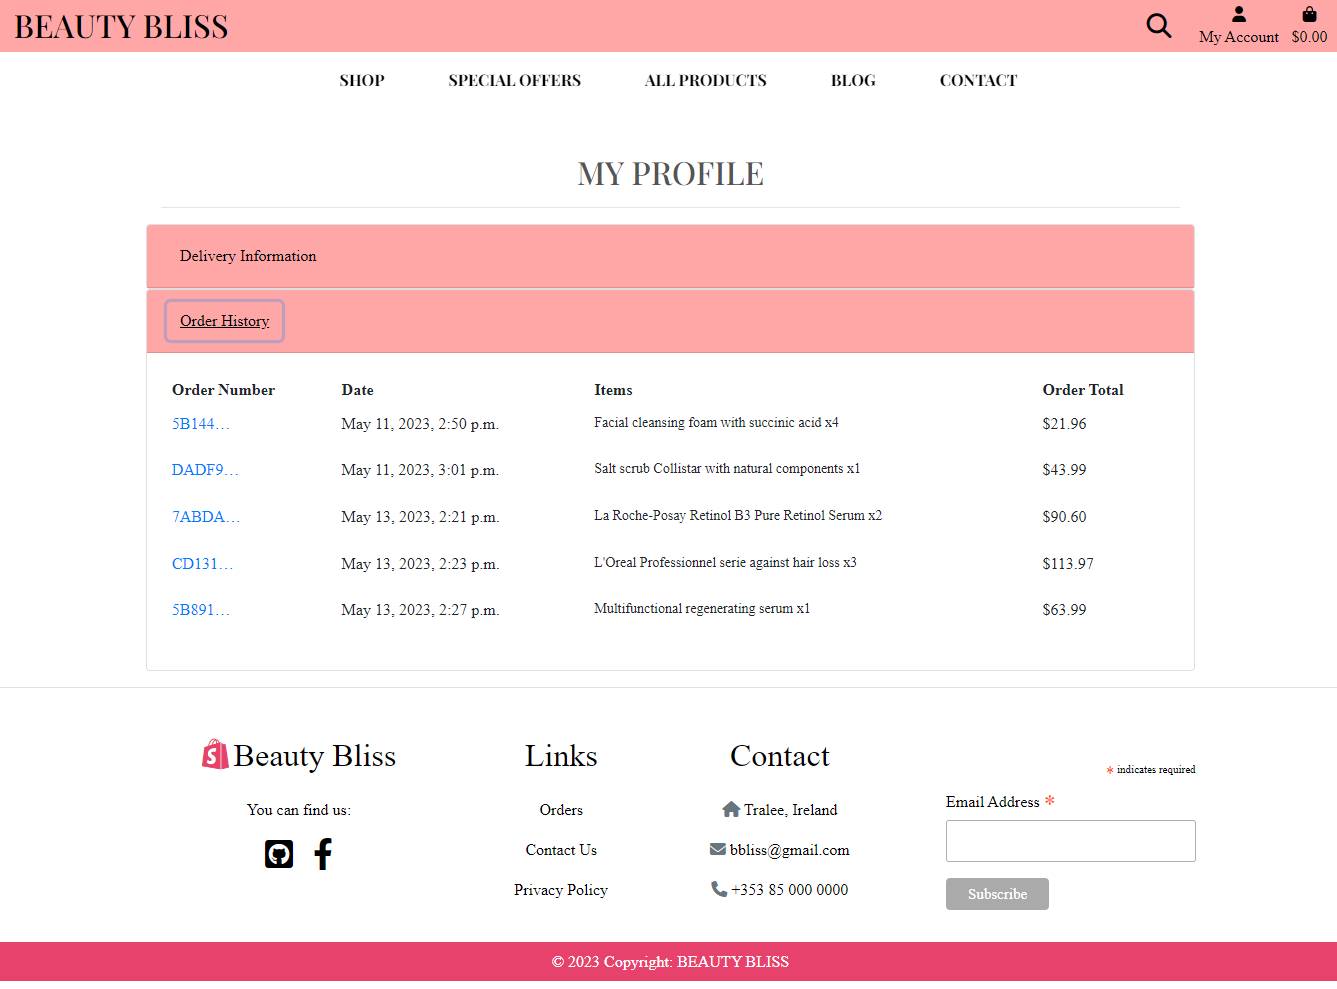 BEAUTY BLISS
My Account $0.00
SHOP SPECIAL OFFERS ALL PRODUCTS BLOG CONTACT
MY PROFILE
Delivery Information
Order History
Order Number Date Items Order Total
5B144… May 11, 2023, 2:50 p.m. Facial cleansing foam with succinic acid x4 $21.96
DADF9… May 11, 2023, 3:01 p.m. Salt scrub Collistar with natural components x1 $43.99
7ABDA… May 13, 2023, 2:21 p.m. La Roche-Posay Retinol B3 Pure Retinol Serum x2 $90.60
CD131… May 13, 2023, 2:23 p.m. L'Oreal Professionnel serie against hair loss x3 $113.97
5B891… May 13, 2023, 2:27 p.m. Multifunctional regenerating serum x1 $63.99
Beauty Bliss
You can find us:
Links
Orders
Contact Us
Privacy Policy
Contact
Tralee, Ireland
bbliss@gmail.com
+353 85 000 0000
* indicates required
Email Address *
Subscribe
© 2023 Copyright: BEAUTY BLISS